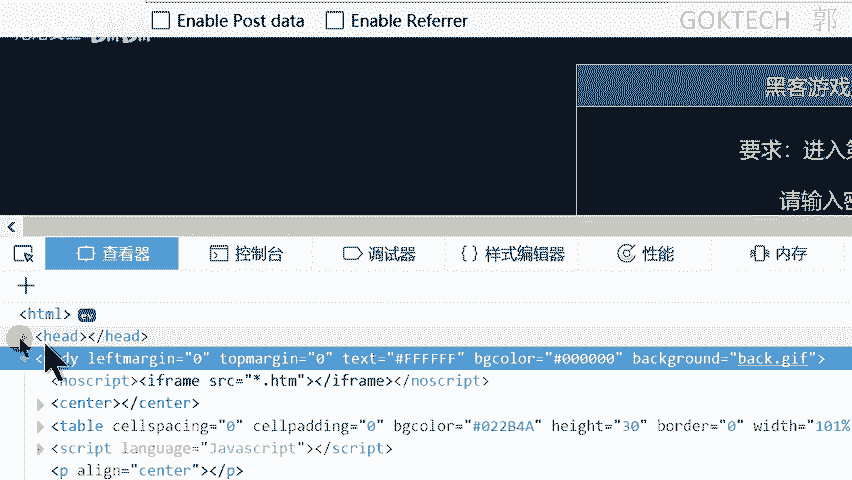 Enable Post data Enable Referrer
GOKTECH 郭
黑客游戏
要求：进入第
请输入密
查看器 控制台 调试器 {} 样式编辑器 性能 内存
+
<html> ev
<head></head>
<body leftmargin="0" topmargin="0" text="#FFFFFF" bgcolor="#000000" background="back.gif">
<noscript><iframe src="*.htm"></iframe></noscript>
<center></center>
<table cellspacing="0" cellpadding="0" bgcolor="#022B4A" height="30" border="0" width="101%
<script language="Javascript"></script>
<p align="center"></p>